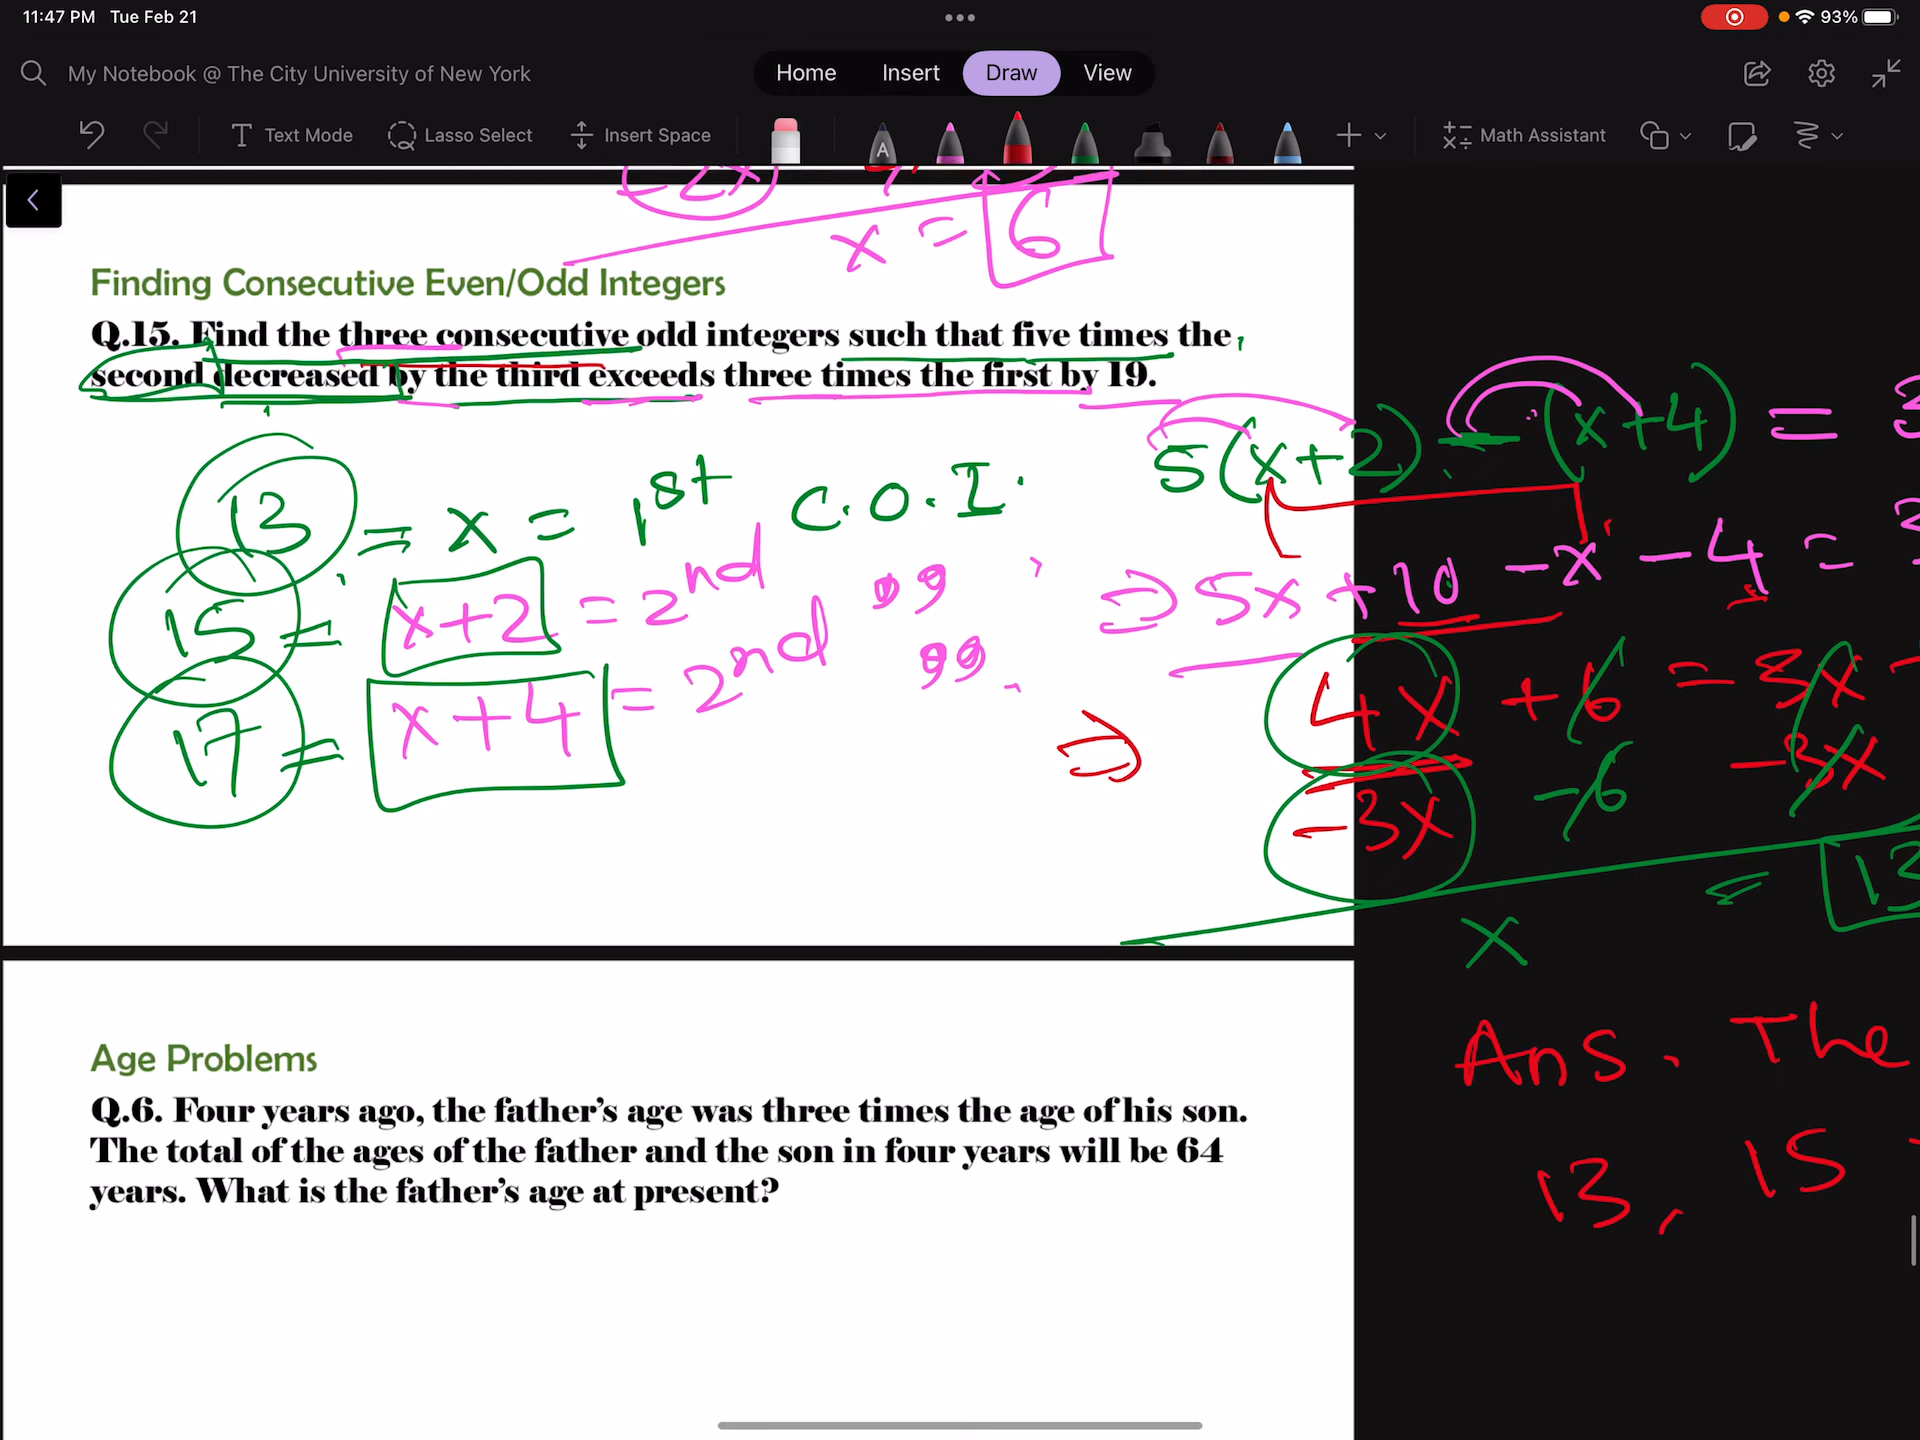 11:47 PM Tue Feb 21
93%
My Notebook @ The City University of New York
Home Insert Draw View
Text Mode Lasso Select Insert Space A Math Assistant
x = 6
Finding Consecutive Even/Odd Integers
Q.15. Find the three consecutive odd integers such that five times the
second decreased by the third exceeds three times the first by 19.
5(x+2) - (x+4) =
13 = x = 1st C.O.I.
15 = x+2 = 2nd "
17 = x+4 = 2nd "
⇒ 5x + 10 - x - 4 =
⇒ 4x + 6 = 3x
-3x -6 -3x
x = 13
Ans. The
13, 15
Age Problems
Q.6. Four years ago, the father's age was three times the age of his son.
The total of the ages of the father and the son in four years will be 64
years. What is the father's age at present?